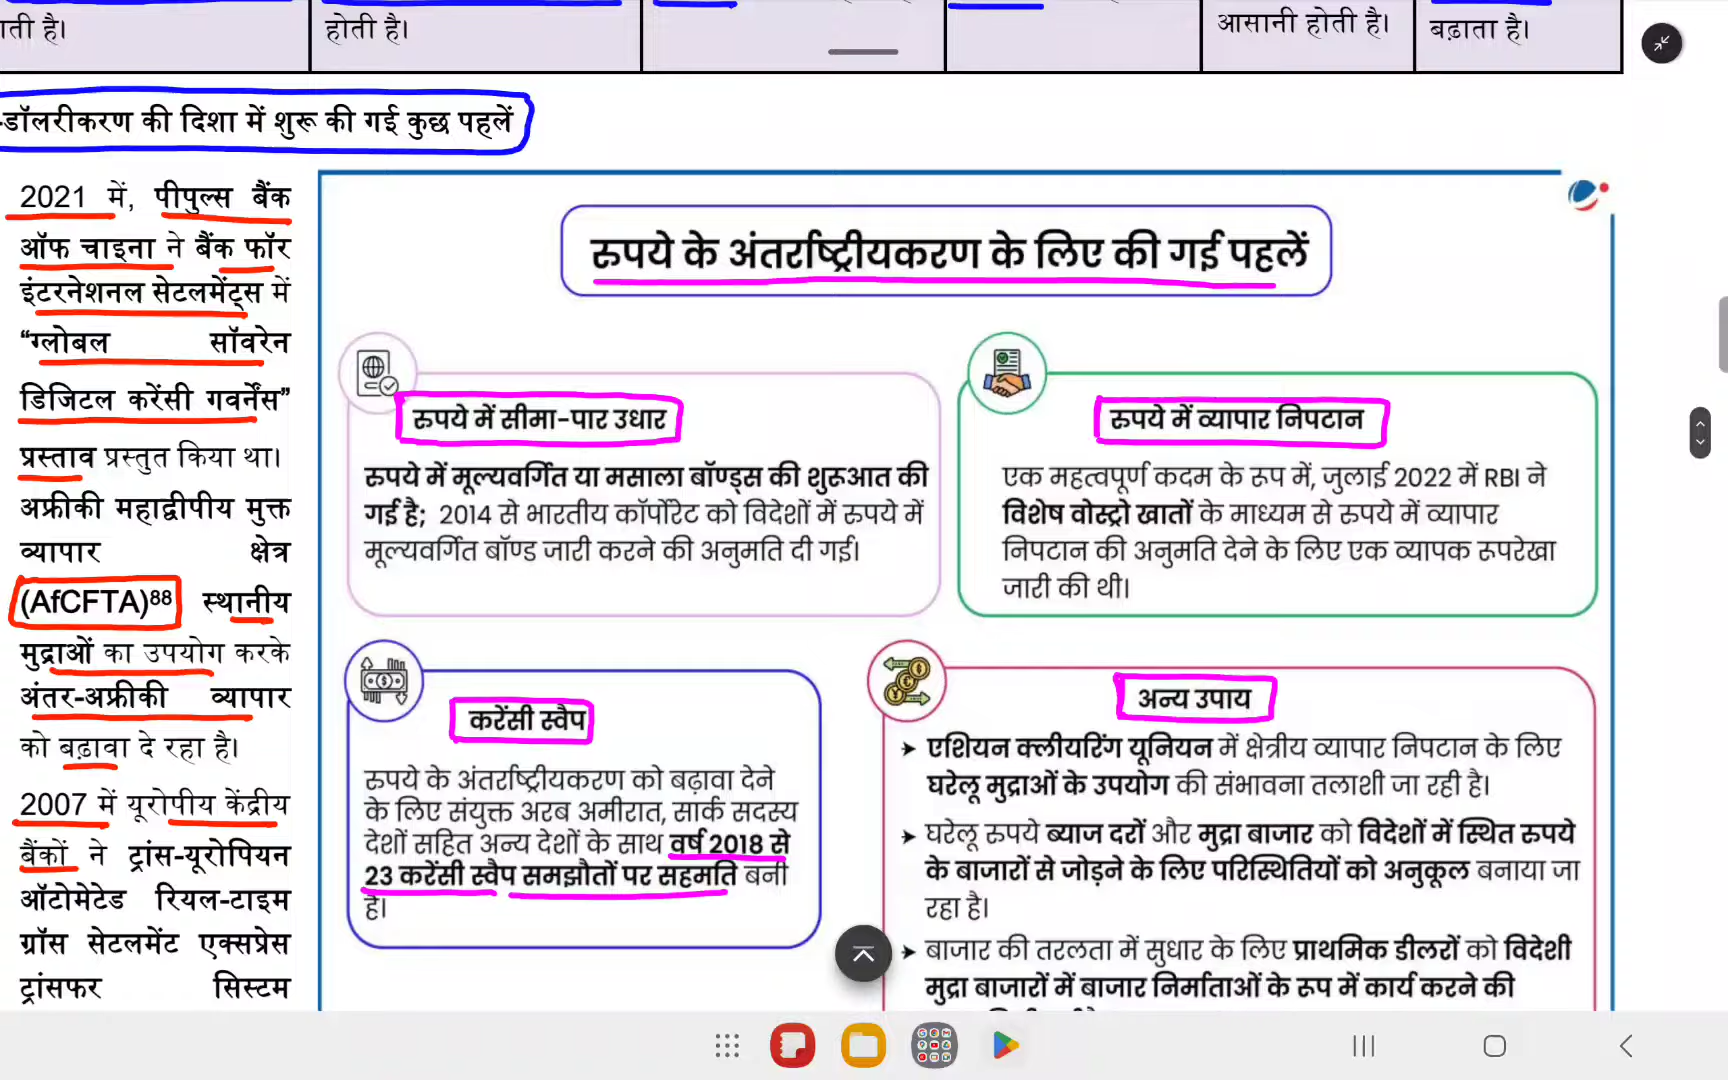 ाती है।
होती है।
आसानी होती है।
बढ़ाता है।
-डॉलरीकरण की दिशा में शुरू की गई कुछ पहलें
2021 में, पीपुल्स बैंक
ऑफ चाइना ने बैंक फॉर
इंटरनेशनल सेटलमेंट्स में
“ग्लोबल सॉवरेन
डिजिटल करेंसी गवर्नेंस”
प्रस्ताव प्रस्तुत किया था।
अफ्रीकी महाद्वीपीय मुक्त
व्यापार क्षेत्र
(AfCFTA)88 स्थानीय
मुद्राओं का उपयोग करके
अंतर-अफ्रीकी व्यापार
को बढ़ावा दे रहा है।
2007 में यूरोपीय केंद्रीय
बैंकों ने ट्रांस-यूरोपियन
ऑटोमेटेड रियल-टाइम
ग्रॉस सेटलमेंट एक्सप्रेस
ट्रांसफर सिस्टम
रुपये के अंतर्राष्ट्रीयकरण के लिए की गई पहलें
रुपये में सीमा-पार उधार
रुपये में मूल्यवर्गित या मसाला बॉण्ड्स की शुरूआत की
गई है; 2014 से भारतीय कॉर्पोरेट को विदेशों में रुपये में
मूल्यवर्गित बॉण्ड जारी करने की अनुमति दी गई।
रुपये में व्यापार निपटान
एक महत्वपूर्ण कदम के रूप में, जुलाई 2022 में RBI ने
विशेष वोस्ट्रो खातों के माध्यम से रुपये में व्यापार
निपटान की अनुमति देने के लिए एक व्यापक रूपरेखा
जारी की थी।
करेंसी स्वैप
रुपये के अंतर्राष्ट्रीयकरण को बढ़ावा देने
के लिए संयुक्त अरब अमीरात, सार्क सदस्य
देशों सहित अन्य देशों के साथ वर्ष 2018 से
23 करेंसी स्वैप समझौतों पर सहमति बनी
है।
अन्य उपाय
➤ एशियन क्लीयरिंग यूनियन में क्षेत्रीय व्यापार निपटान के लिए
घरेलू मुद्राओं के उपयोग की संभावना तलाशी जा रही है।
➤ घरेलू रुपये ब्याज दरों और मुद्रा बाजार को विदेशों में स्थित रुपये
के बाजारों से जोड़ने के लिए परिस्थितियों को अनुकूल बनाया जा
रहा है।
➤ बाजार की तरलता में सुधार के लिए प्राथमिक डीलरों को विदेशी
मुद्रा बाजारों में बाजार निर्माताओं के रूप में कार्य करने की